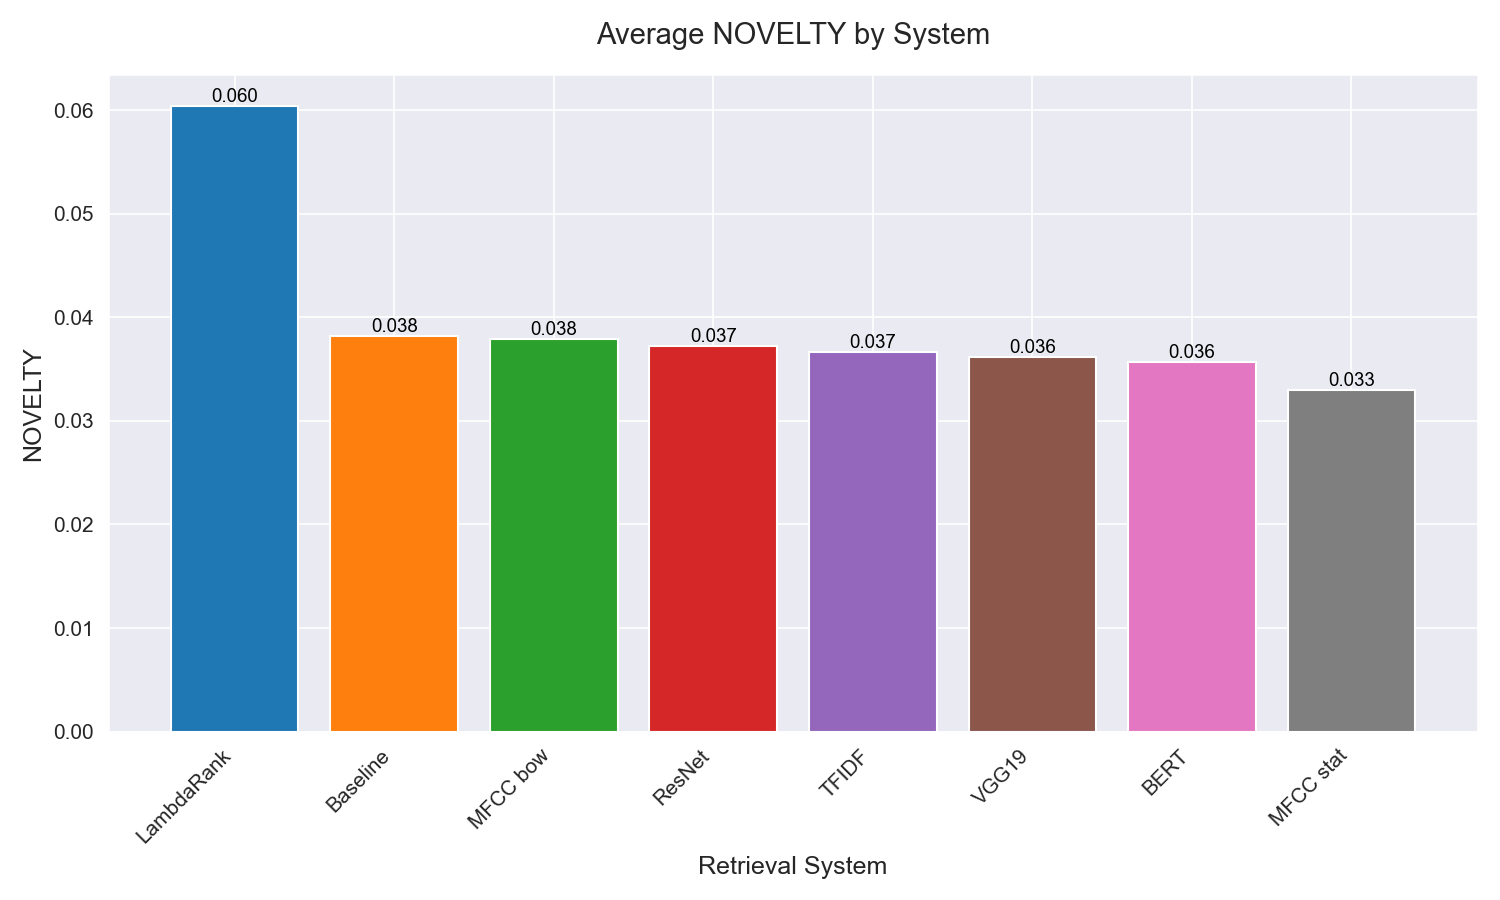 Average NOVELTY by System
NOVELTY
0.06
0.05
0.04
0.03
0.02
0.01
0.00
0.060
0.038
0.038
0.037
0.037
0.036
0.036
0.033
LambdaRank
Baseline
MFCC bow
ResNet
TFIDF
VGG19
BERT
MFCC stat
Retrieval System